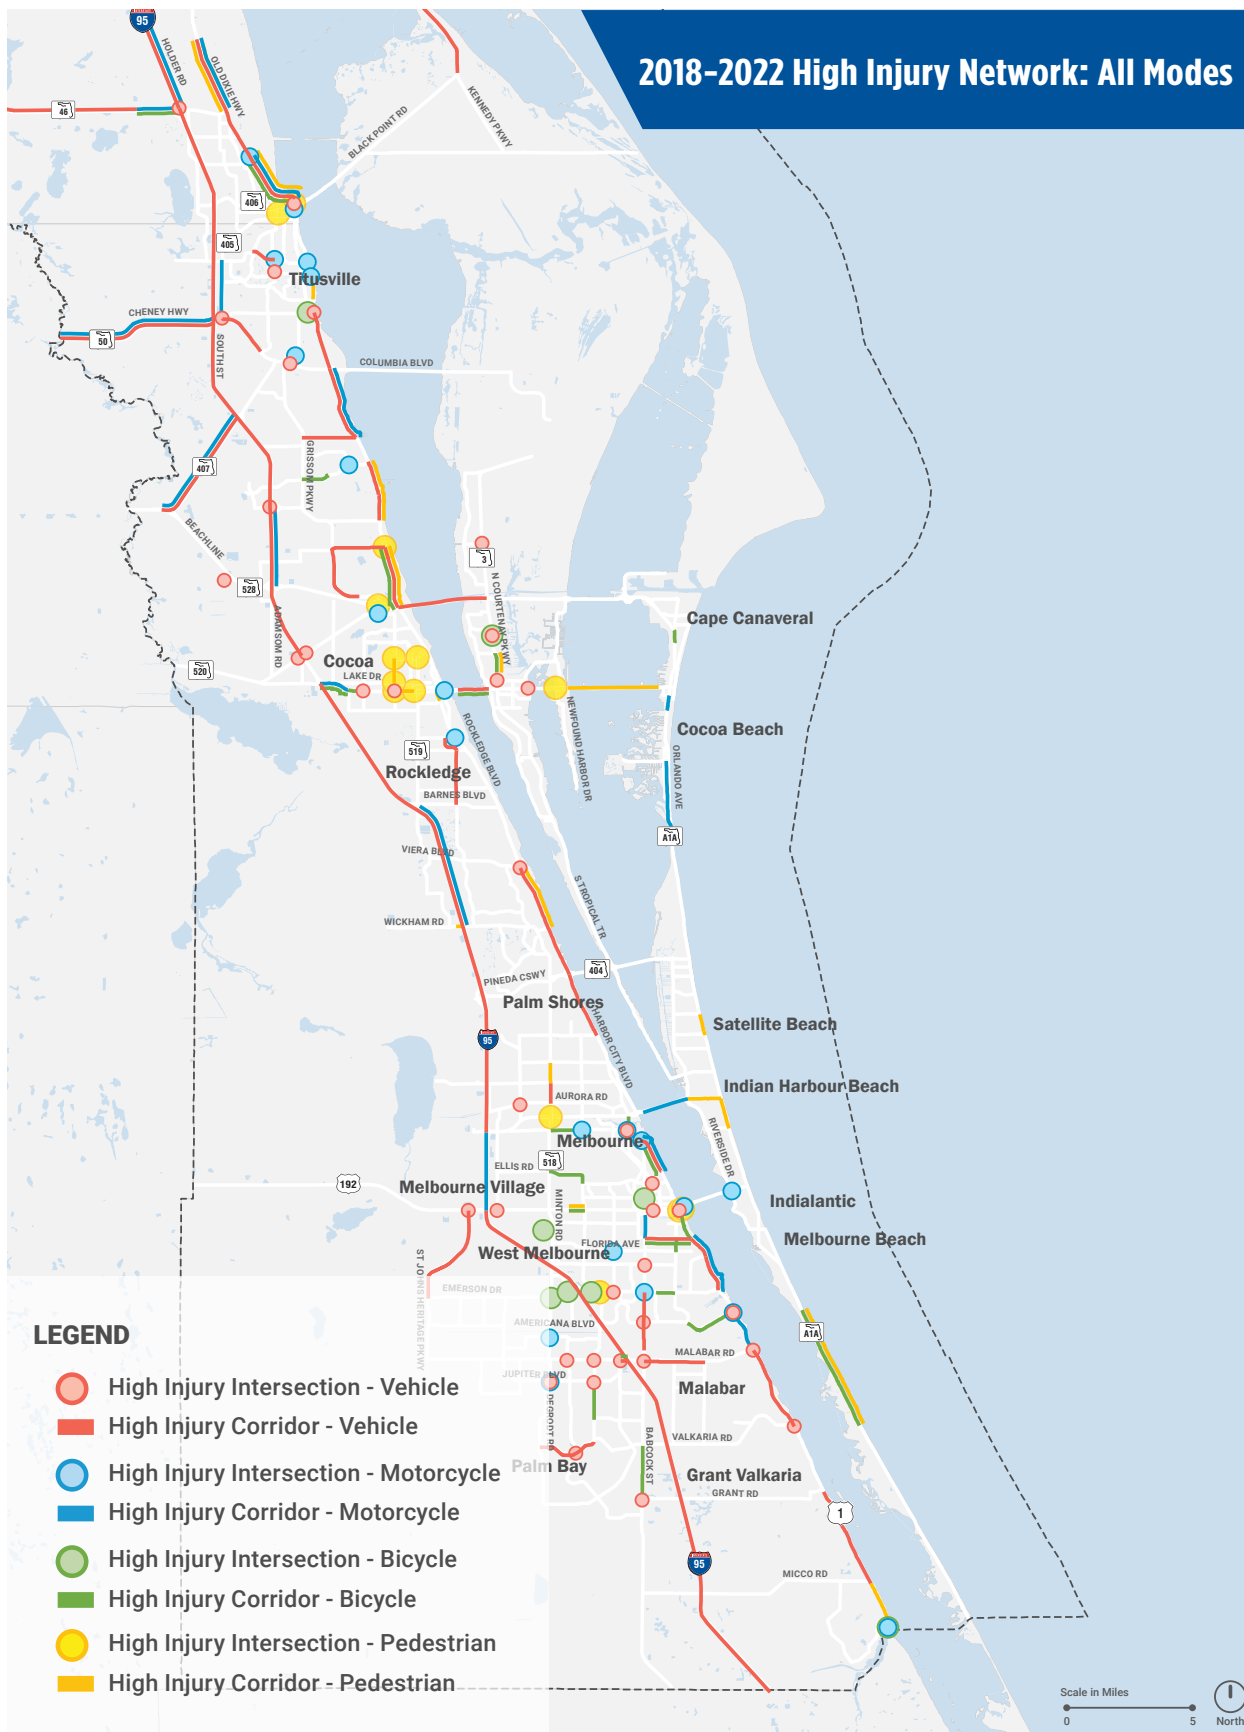 2018-2022 High Injury Network: All Modes
95
HOLDER RD
OLD DIXIE HWY
46
KENNEDY PKWY
BLACK POINT RD
406
405
Titusville
CHENEY HWY
50
SOUTH ST
COLUMBIA BLVD
GRISSOM PKWY
407
BEACHLINE
3
528
N COURTENAY PKWY
ADAMSOM RD
Cape Canaveral
Cocoa
520
LAKE DR
NEWFOUND HARBOR DR
ROCKLEDGE BLVD
Cocoa Beach
519
ORLANDO AVE
Rockledge
BARNES BLVD
A1A
VIERA BLVD
S TROPICAL TR
WICKHAM RD
404
PINEDA CSWY
Palm Shores
HARBOR CITY BLVD
Satellite Beach
95
Indian Harbour Beach
AURORA RD
RIVERSIDE DR
Melbourne
518
ELLIS RD
192
Melbourne Village
MINTON RD
Indialantic
Melbourne Beach
FLORIDA AVE
West Melbourne
ST JOHNS HERITAGE PKWY
EMERSON DR
AMERICANA BLVD
A1A
MALABAR RD
JUPITER BLVD
Malabar
DEGROODT RD
BABCOCK ST
VALKARIA RD
Palm Bay
Grant Valkaria
GRANT RD
1
95
MICCO RD
LEGEND
High Injury Intersection - Vehicle
High Injury Corridor - Vehicle
High Injury Intersection - Motorcycle
High Injury Corridor - Motorcycle
High Injury Intersection - Bicycle
High Injury Corridor - Bicycle
High Injury Intersection - Pedestrian
High Injury Corridor - Pedestrian
Scale in Miles
0 5
North